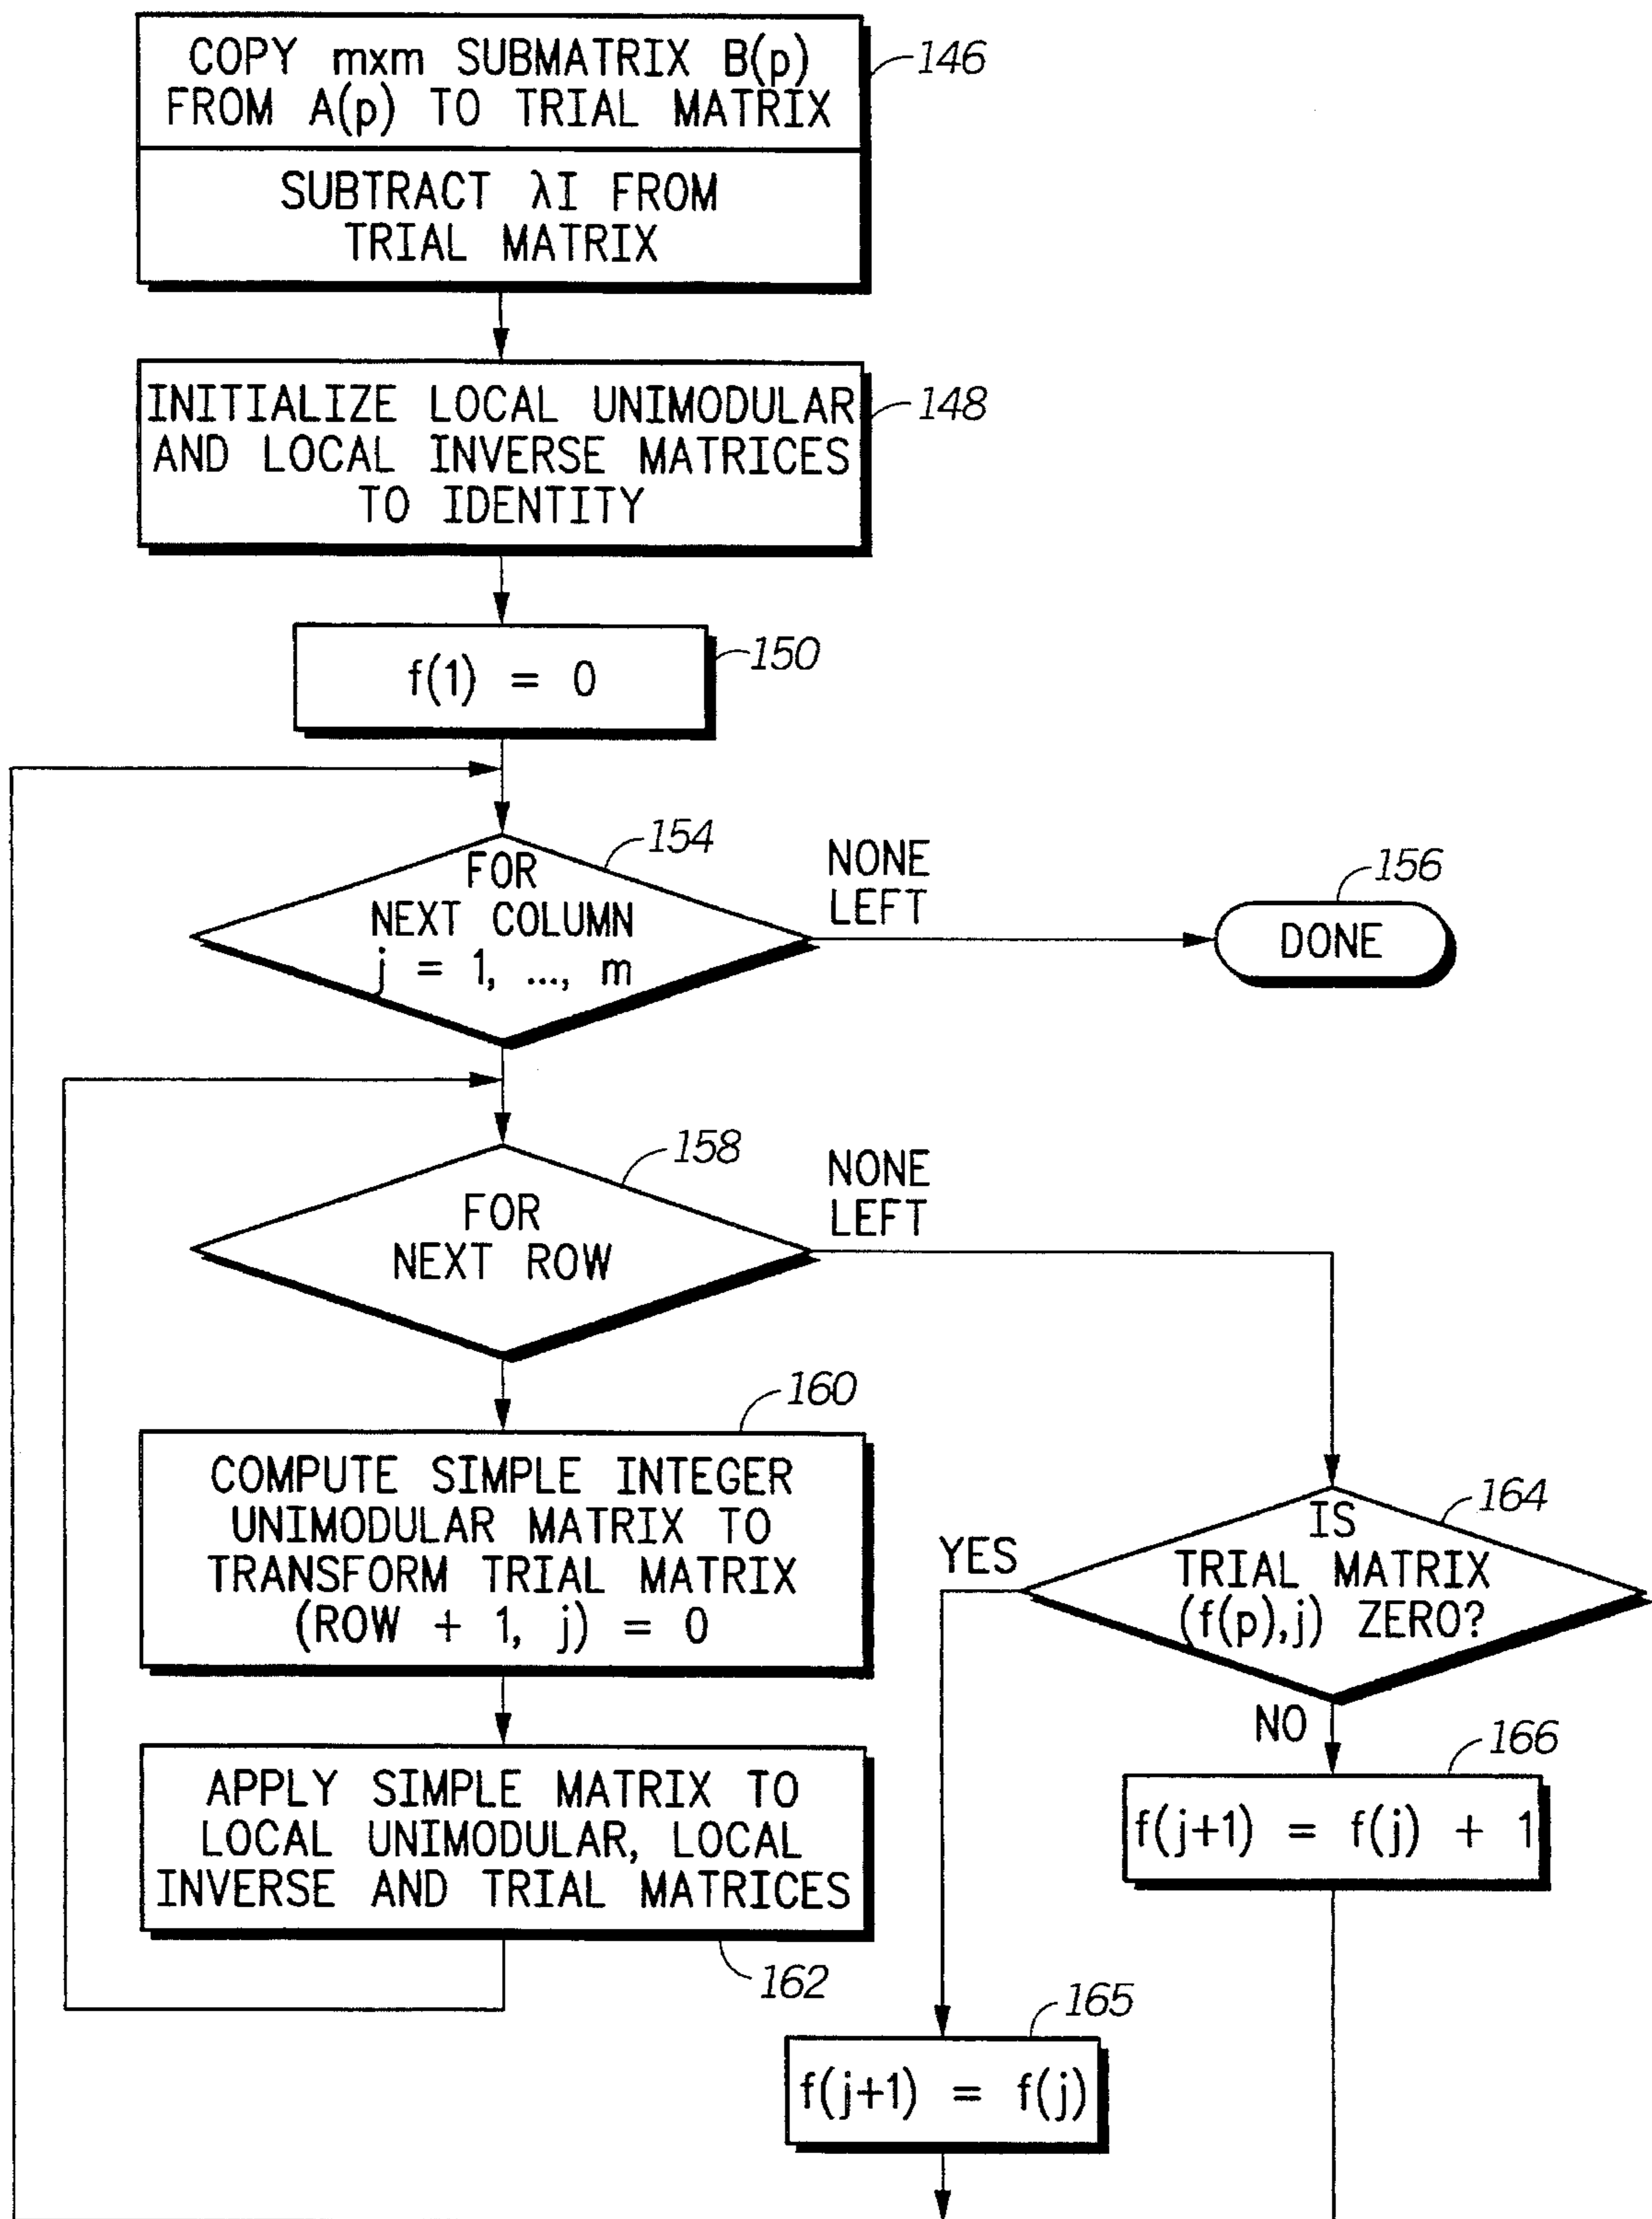 COPY mxm SUBMATRIX B(p)
FROM A(p) TO TRIAL MATRIX
146
SUBTRACT λI FROM
TRIAL MATRIX
INITIALIZE LOCAL UNIMODULAR
AND LOCAL INVERSE MATRICES
TO IDENTITY
148
f(1) = 0
150
FOR
NEXT COLUMN
j = 1, ..., m
154
NONE
LEFT
DONE
156
FOR
NEXT ROW
158
NONE
LEFT
COMPUTE SIMPLE INTEGER
UNIMODULAR MATRIX TO
TRANSFORM TRIAL MATRIX
(ROW + 1, j) = 0
160
IS
TRIAL MATRIX
(f(p),j) ZERO?
164
YES
NO
APPLY SIMPLE MATRIX TO
LOCAL UNIMODULAR, LOCAL
INVERSE AND TRIAL MATRICES
162
f(j+1) = f(j) + 1
166
f(j+1) = f(j)
165